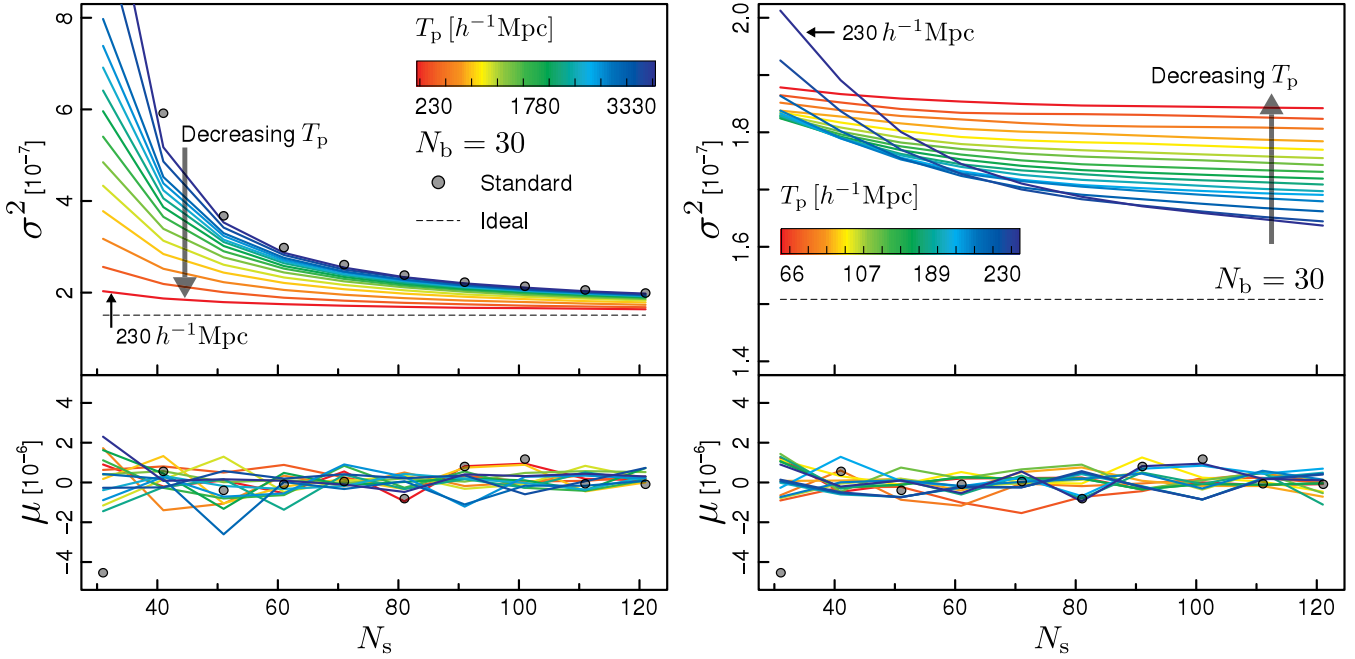 σ² [10⁻⁷]
8
6
4
2
T_p [h⁻¹Mpc]
230 1780 3330
N_b = 30
Standard
Ideal
Decreasing T_p
230 h⁻¹Mpc
μ [10⁻⁶]
4
2
0
−2
−4
40 60 80 100 120
N_s
σ² [10⁻⁷]
2.0
1.8
1.6
1.4
230 h⁻¹Mpc
Decreasing T_p
T_p [h⁻¹Mpc]
66 107 189 230
N_b = 30
μ [10⁻⁶]
4
2
0
−2
−4
40 60 80 100 120
N_s